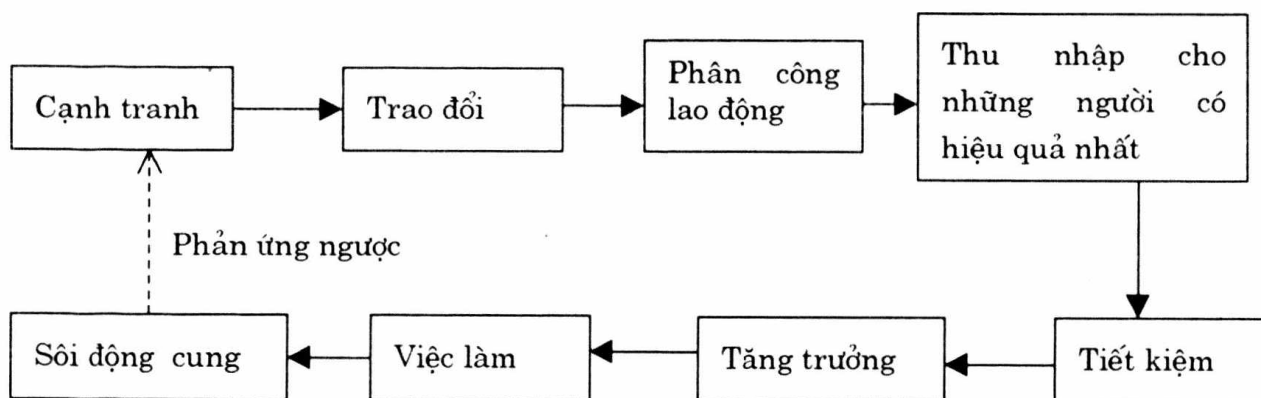 Cạnh tranh
Trao đổi
Phân công
lao động
Thu nhập cho
những người có
hiệu quả nhất
Phản ứng ngược
Sôi động cung
Việc làm
Tăng trưởng
Tiết kiệm